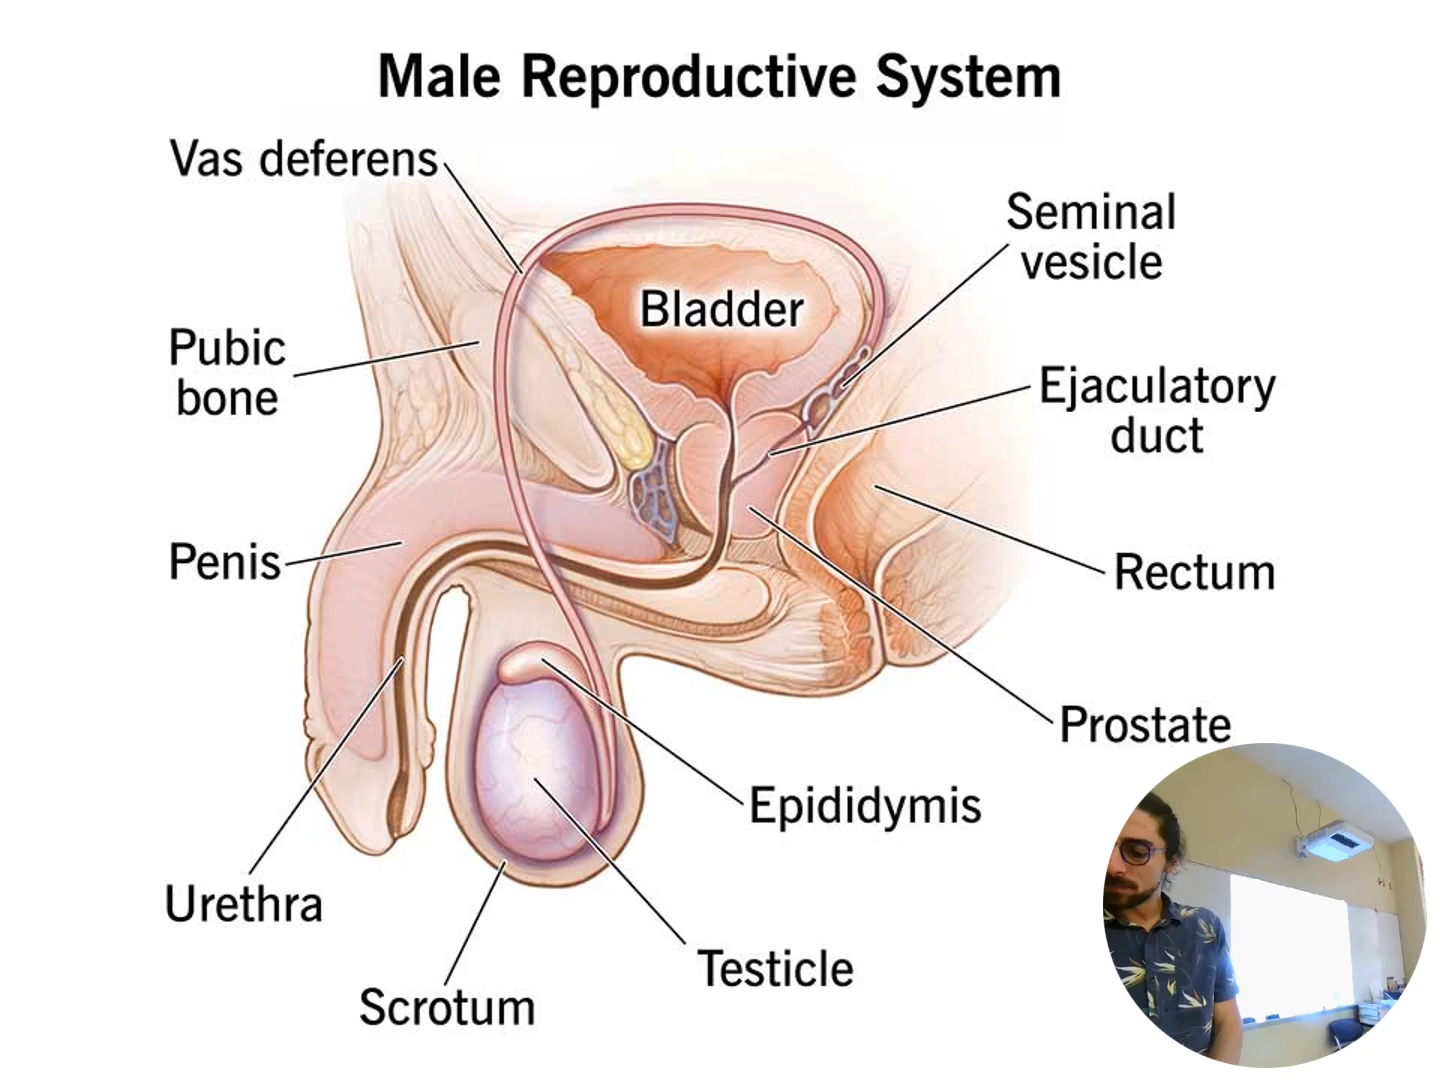 Male Reproductive System
Vas deferens
Seminal
vesicle
Bladder
Pubic
bone
Ejaculatory
duct
Penis
Rectum
Prostate
Epididymis
Urethra
Testicle
Scrotum